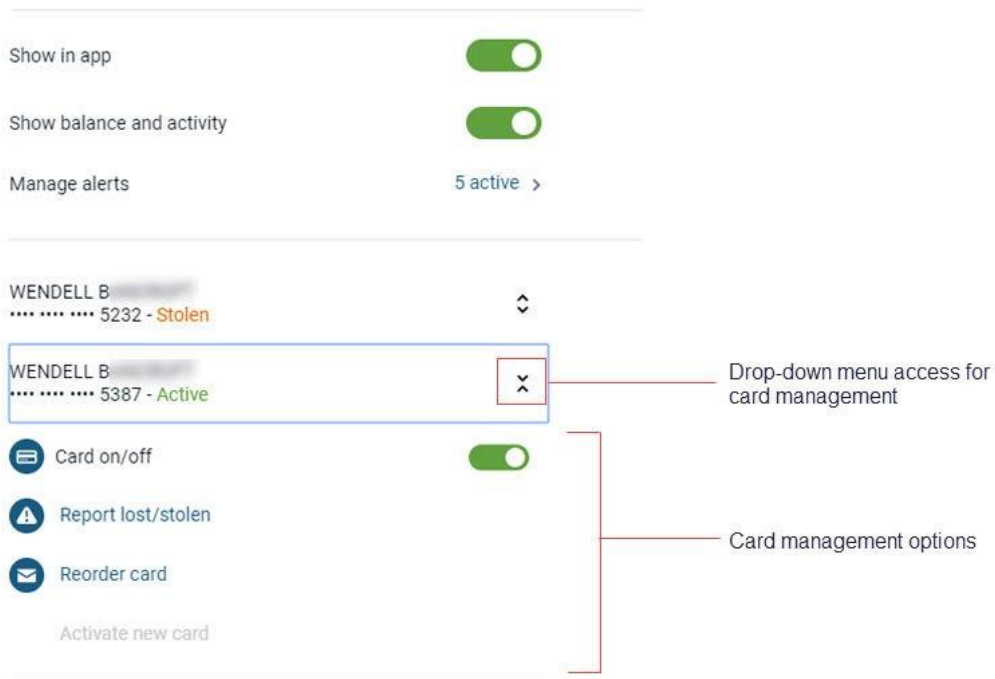 Show in app
Show balance and activity
Manage alerts 5 active >
WENDELL B
•••• •••• •••• 5232 - Stolen
WENDELL B
•••• •••• •••• 5387 - Active
Drop-down menu access for
card management
Card on/off
Report lost/stolen
Reorder card
Card management options
Activate new card